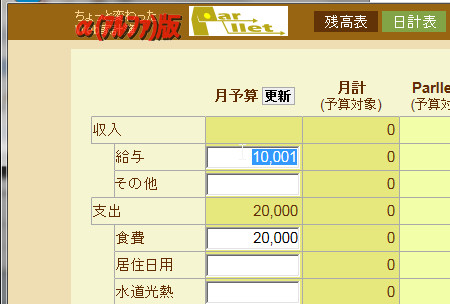 ちょっと変わった
α(アルファ)版
Parllet
残高表 日計表
月予算 更新 月計 Parlle
(予算対象) (予算対
収入 0
給与 10,001 0
その他 0
支出 20,000 0
食費 20,000 0
居住日用 0
水道光熱 0